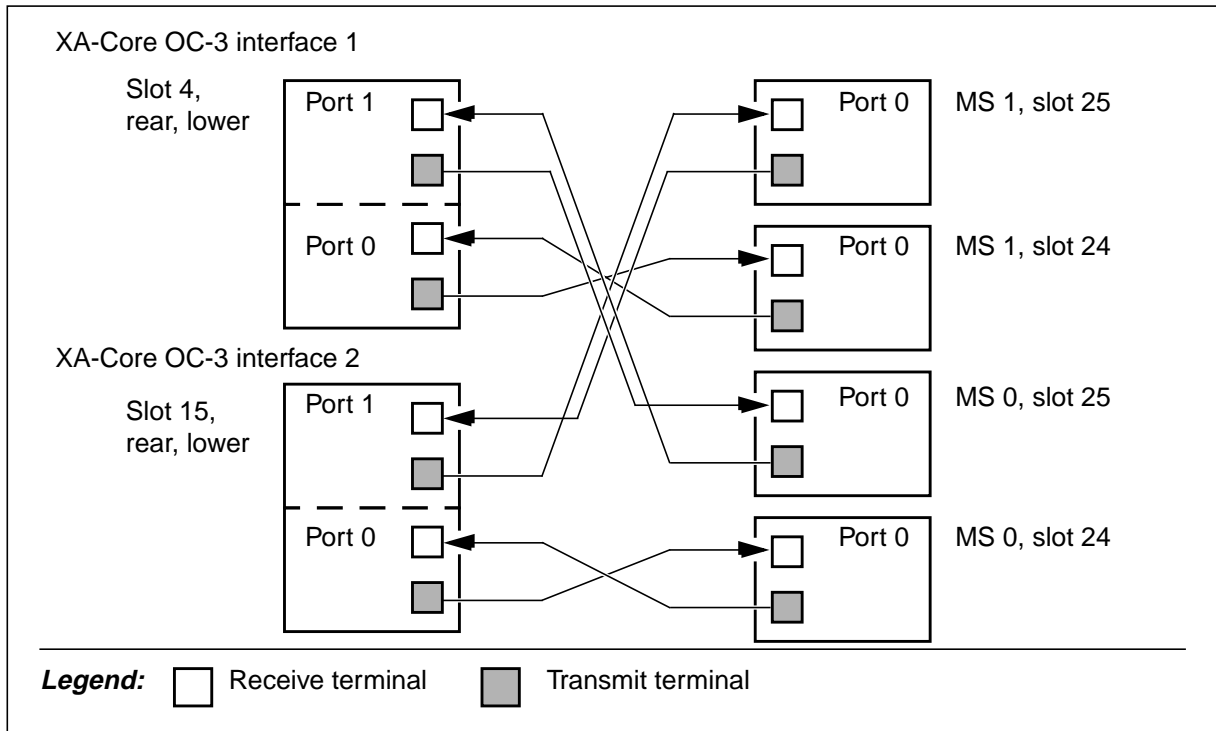 XA-Core OC-3 interface 1
Slot 4,
rear, lower
Port 1
Port 0
Port 0
MS 1, slot 25
Port 0
MS 1, slot 24
XA-Core OC-3 interface 2
Slot 15,
rear, lower
Port 1
Port 0
Port 0
MS 0, slot 25
Port 0
MS 0, slot 24
Legend:
Receive terminal
Transmit terminal